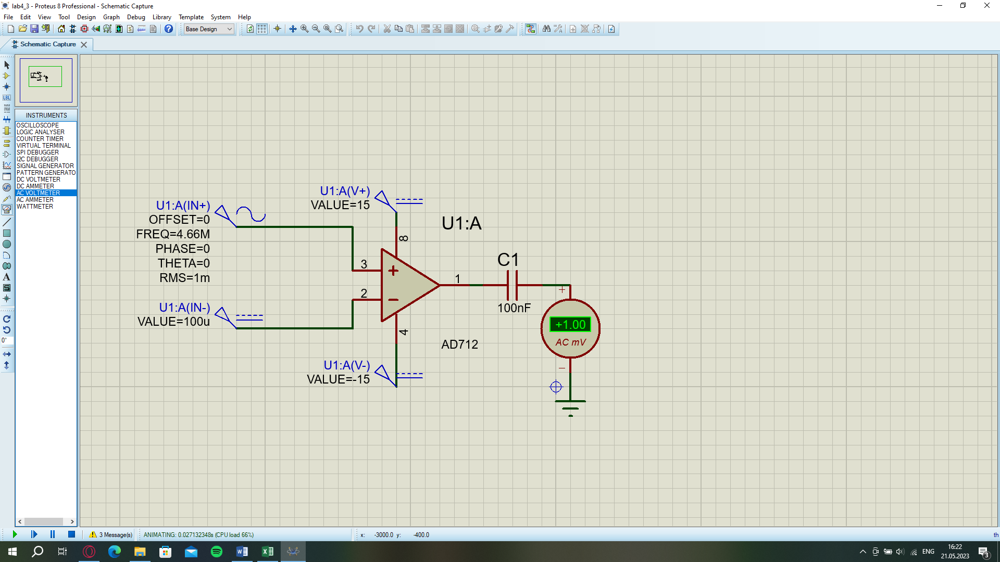 lab4_3 - Proteus 8 Professional - Schematic Capture
File Edit View Tool Design Graph Debug Library Template System Help
Base Design
Schematic Capture
LBL
INSTRUMENTS
OSCILLOSCOPE
LOGIC ANALYSER
COUNTER TIMER
VIRTUAL TERMINAL
SPI DEBUGGER
I2C DEBUGGER
SIGNAL GENERATOR
PATTERN GENERATO
DC VOLTMETER
DC AMMETER
AC VOLTMETER
AC AMMETER
WATTMETER
A
S
0°
U1:A(V+)
VALUE=15
U1:A(IN+)
OFFSET=0
FREQ=4.66M
PHASE=0
THETA=0
RMS=1m
U1:A
8
3
1
2
4
C1
100nF
U1:A(IN-)
VALUE=100u
+1.00
AC mV
AD712
U1:A(V-)
VALUE=-15
3 Message(s)
ANIMATING: 0.027132348s (CPU load 66%)
x: -3000.0 y: -400.0
th
ENG
16:22
21.05.2023
3